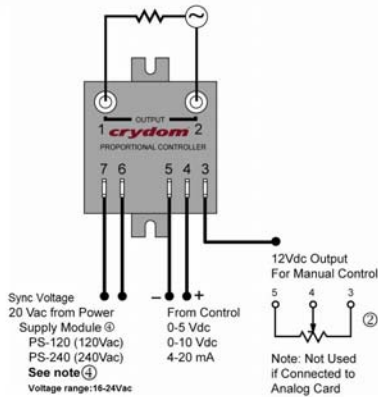 OUTPUT
1 crydom 2
PROPORTIONAL CONTROLLER
7 6 5 4 3
− +
Sync Voltage
20 Vac from Power
Supply Module ④
PS-120 (120Vac)
PS-240 (240Vac)
See note ④
Voltage range:16-24Vac
From Control
0-5 Vdc
0-10 Vdc
4-20 mA
12Vdc Output
For Manual Control
5 4 3
②
Note: Not Used
if Connected to
Analog Card